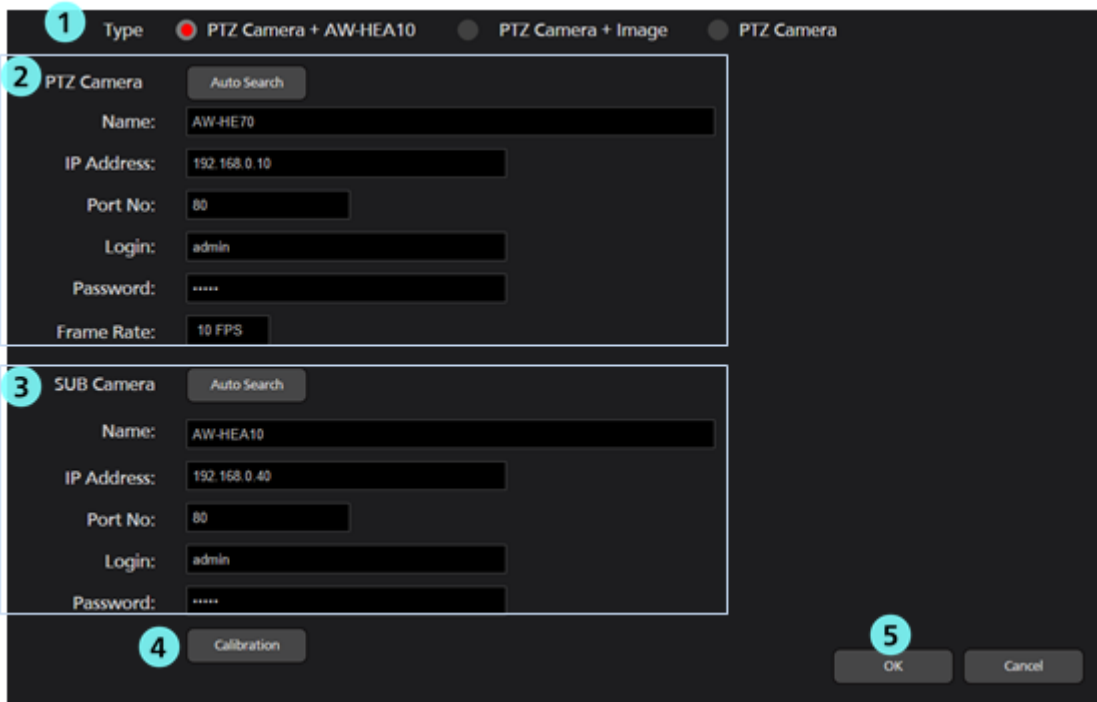 1 Type PTZ Camera + AW-HEA10 PTZ Camera + Image PTZ Camera
2 PTZ Camera Auto Search
Name: AW-HE70
IP Address: 192.168.0.10
Port No: 80
Login: admin
Password: •••••
Frame Rate: 10 FPS
3 SUB Camera Auto Search
Name: AW-HEA10
IP Address: 192.168.0.40
Port No: 80
Login: admin
Password: •••••
4 Calibration
5
OK Cancel